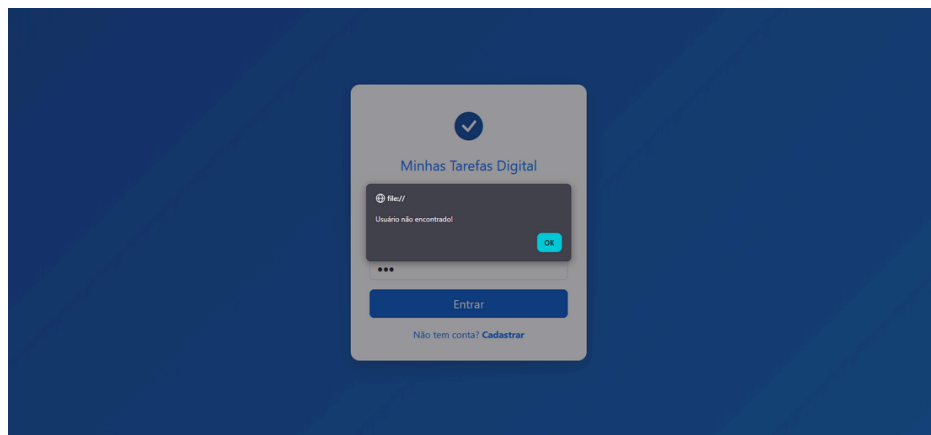 Minhas Tarefas Digital
file://
Usuário não encontrado!
OK
Entrar
Não tem conta? Cadastrar